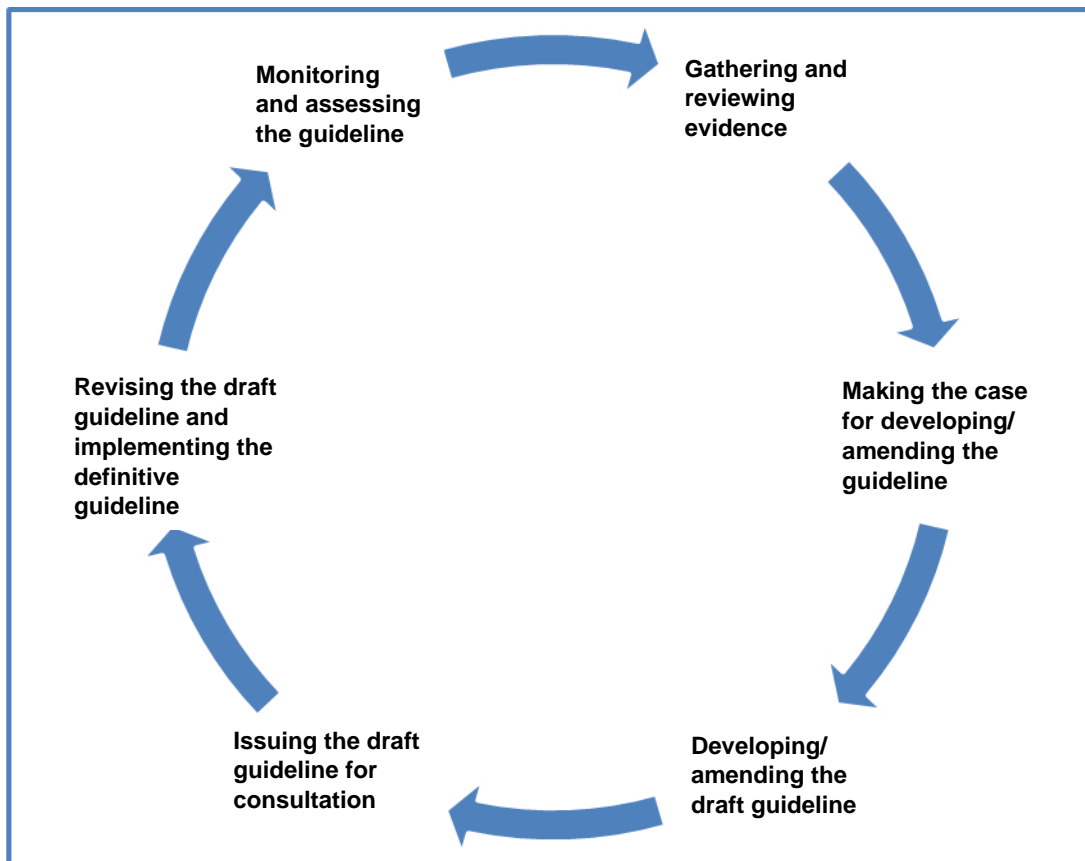 Monitoring
and assessing
the guideline
Gathering and
reviewing
evidence
Making the case
for developing/
amending the
guideline
Developing/
amending the
draft guideline
Issuing the draft
guideline for
consultation
Revising the draft
guideline and
implementing the
definitive
guideline